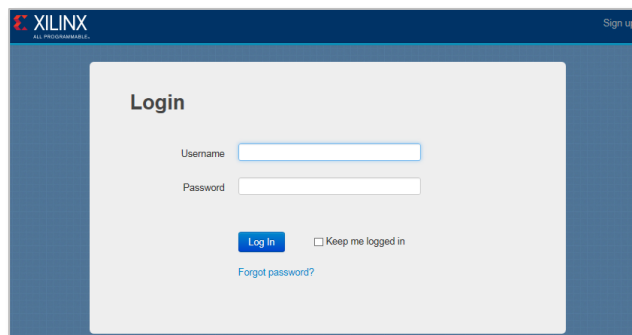 XILINX
ALL PROGRAMMABLE.
Sign up
Login
Username
Password
Log In
Keep me logged in
Forgot password?